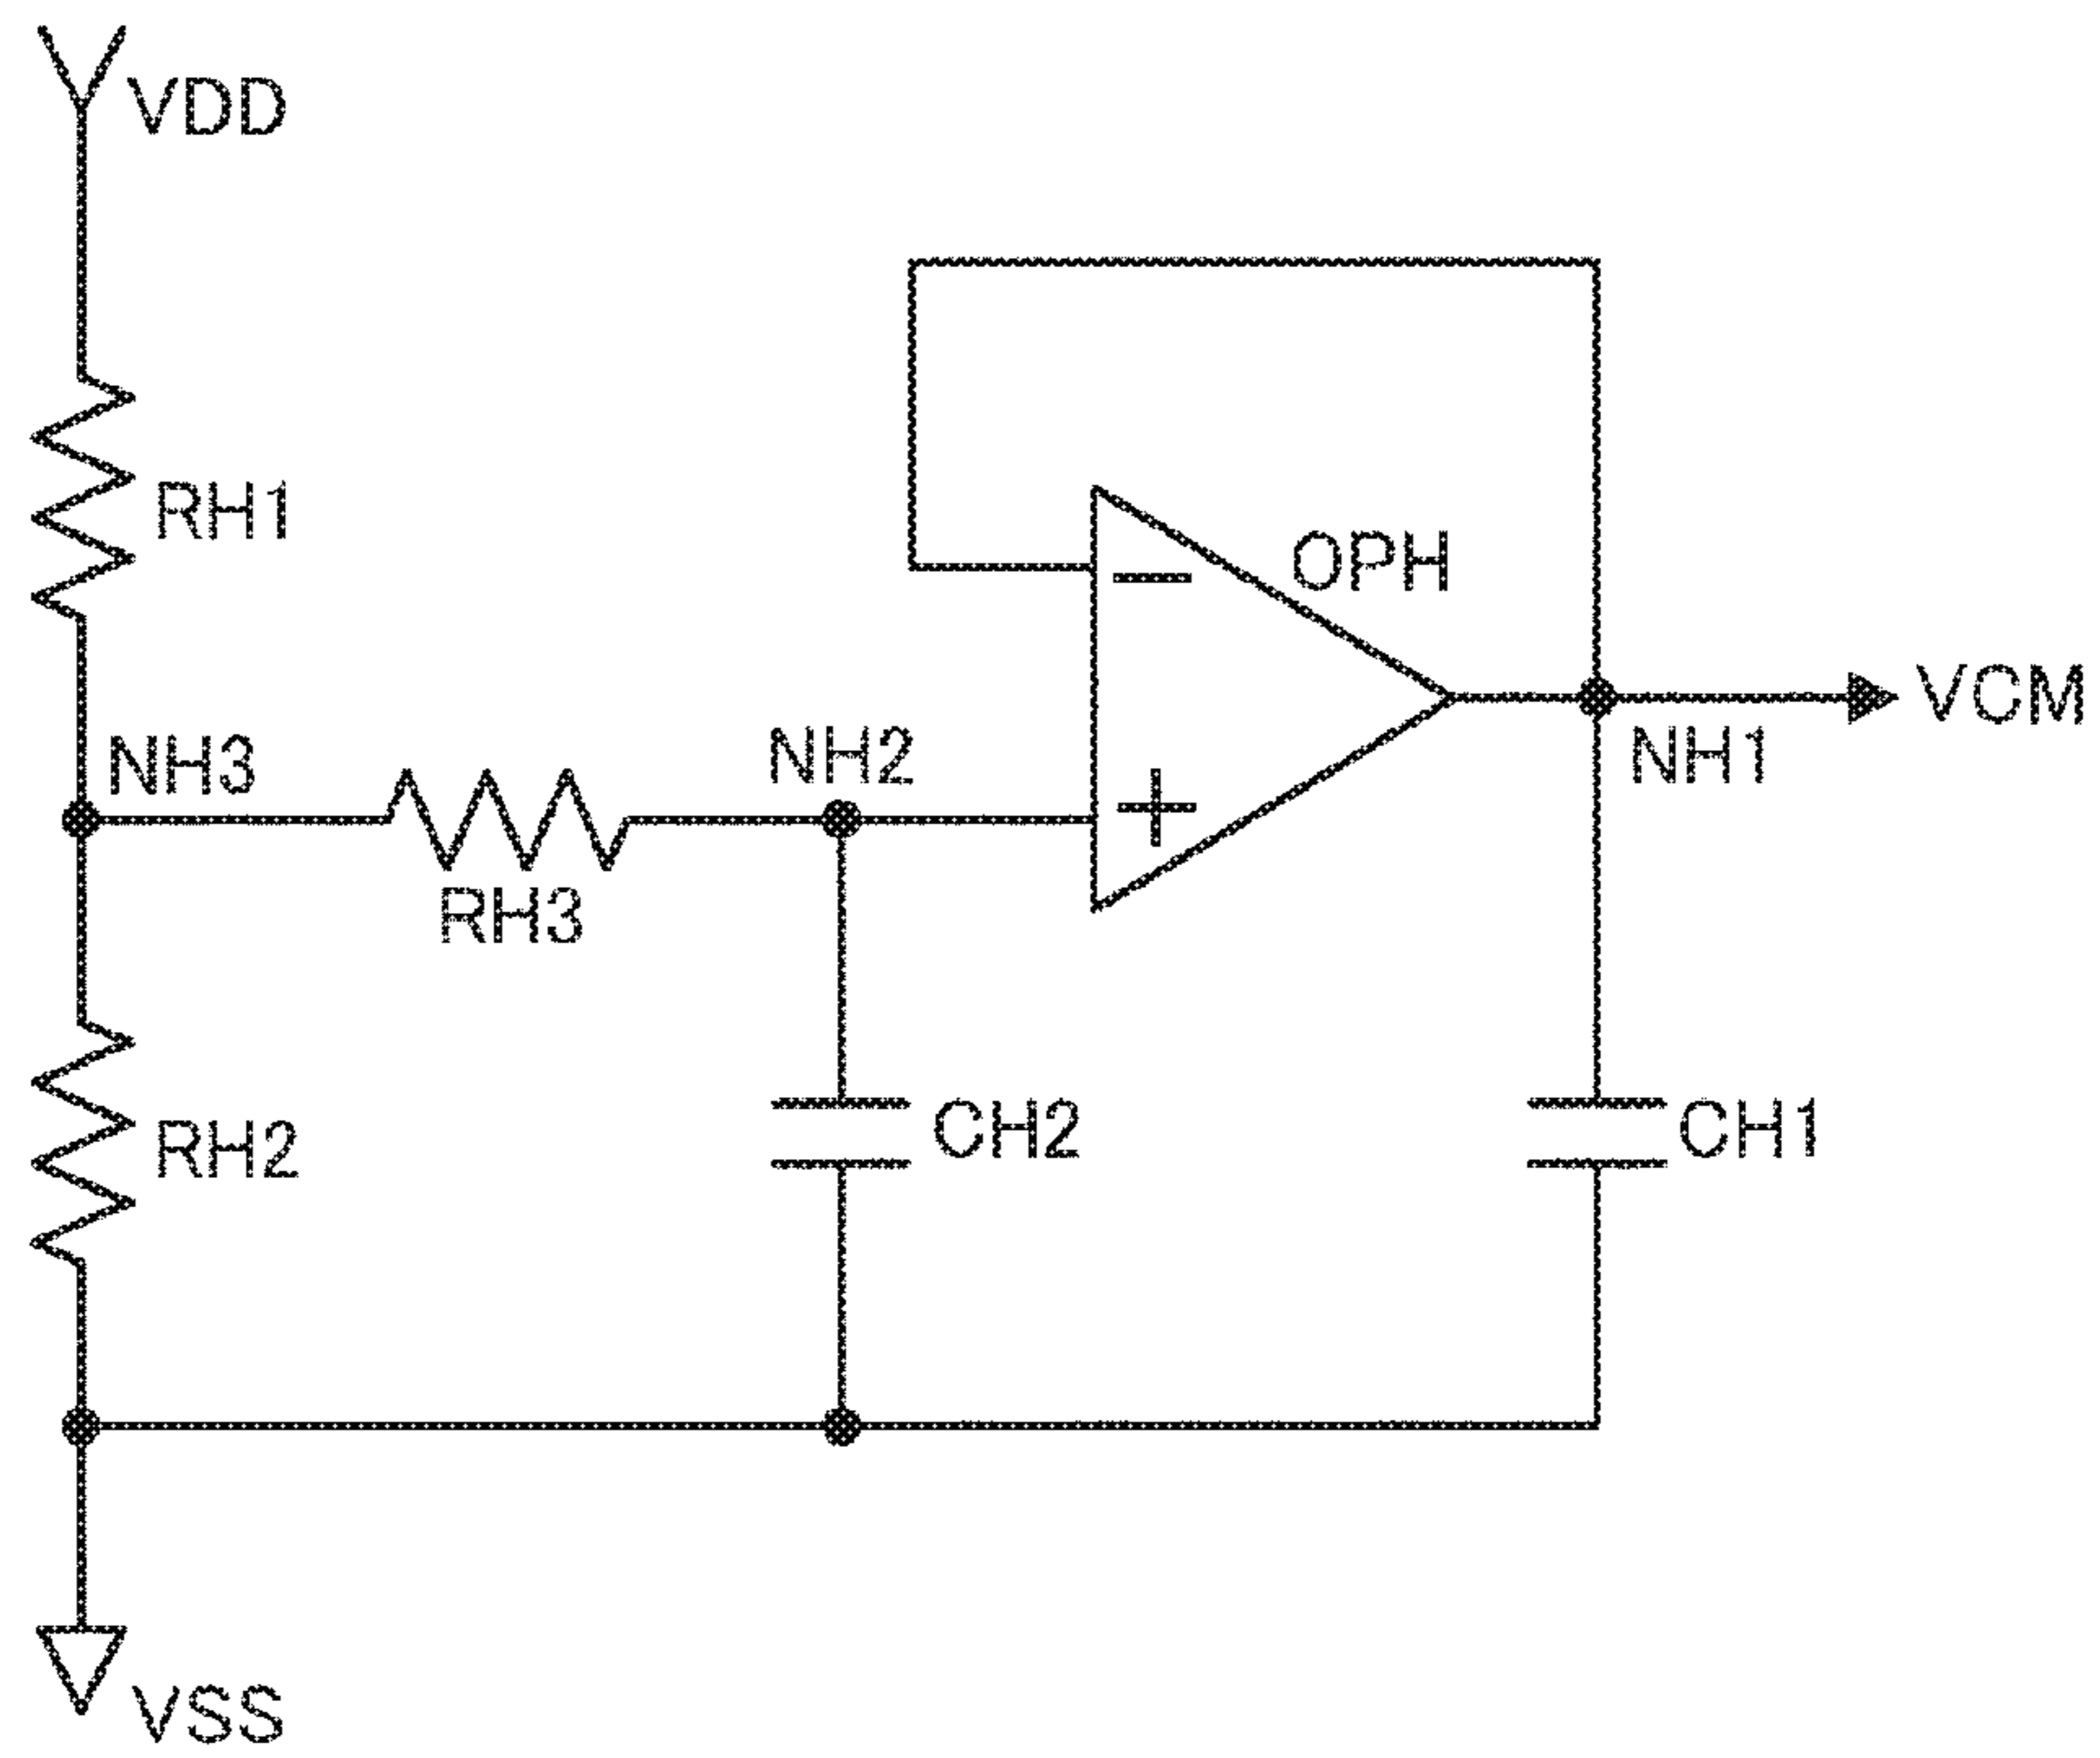 VDD
RH1
OPH
−
VCM
NH3
NH2
NH1
+
RH3
RH2
CH2
CH1
VSS